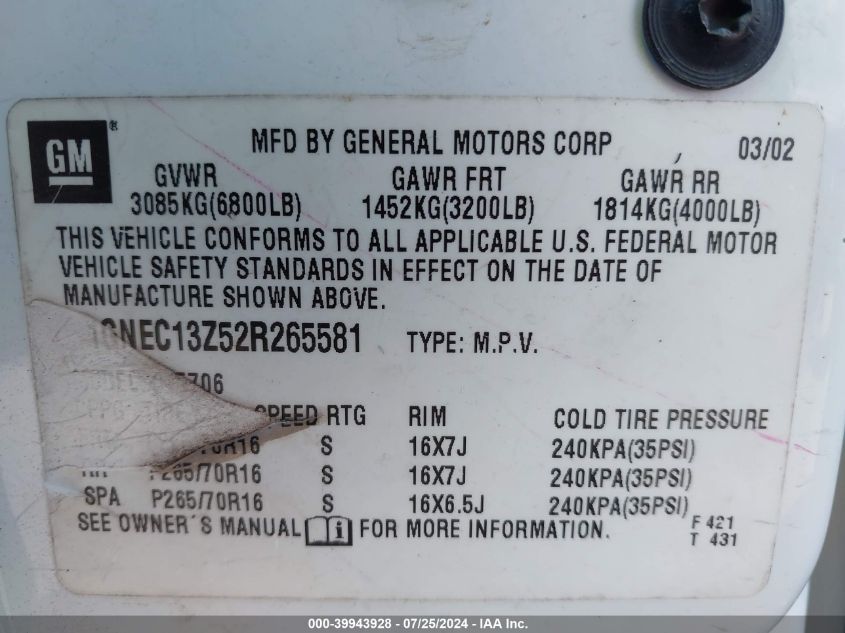 GM®
MFD BY GENERAL MOTORS CORP 03/02
GVWR GAWR FRT GAWR RR
3085KG(6800LB) 1452KG(3200LB) 1814KG(4000LB)
THIS VEHICLE CONFORMS TO ALL APPLICABLE U.S. FEDERAL MOTOR
VEHICLE SAFETY STANDARDS IN EFFECT ON THE DATE OF
MANUFACTURE SHOWN ABOVE.
GNEC13Z52R265581 TYPE: M.P.V.
SPEED RTG RIM COLD TIRE PRESSURE
S 16X7J 240KPA(35PSI)
P265/70R16 S 16X7J 240KPA(35PSI)
SPA P265/70R16 S 16X6.5J 240KPA(35PSI)
SEE OWNER'S MANUAL i FOR MORE INFORMATION.
F 421
T 431
000-39943928 - 07/25/2024 - IAA Inc.